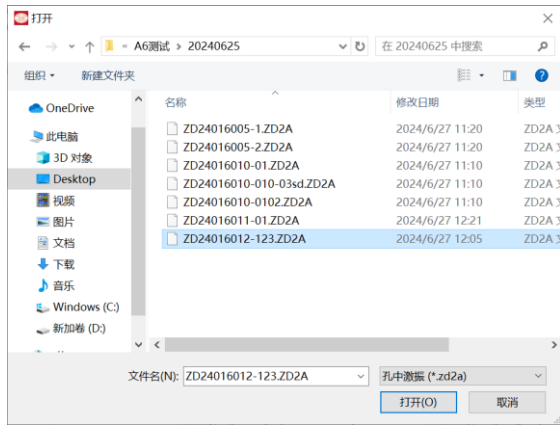 打开
A6测试 > 20240625
在 20240625 中搜索
组织
新建文件夹
名称 修改日期 类型
OneDrive
此电脑
3D 对象
Desktop
视频
图片
文档
下载
音乐
Windows (C:)
新加卷 (D:)
ZD24016005-1.ZD2A 2024/6/27 11:20 ZD2A
ZD24016005-2.ZD2A 2024/6/27 11:20 ZD2A
ZD24016010-01.ZD2A 2024/6/27 11:10 ZD2A
ZD24016010-010-03sd.ZD2A 2024/6/27 11:10 ZD2A
ZD24016010-0102.ZD2A 2024/6/27 11:10 ZD2A
ZD24016011-01.ZD2A 2024/6/27 12:21 ZD2A
ZD24016012-123.ZD2A 2024/6/27 12:05 ZD2A
文件名(N): ZD24016012-123.ZD2A 孔中激振 (*.zd2a)
打开(O) 取消